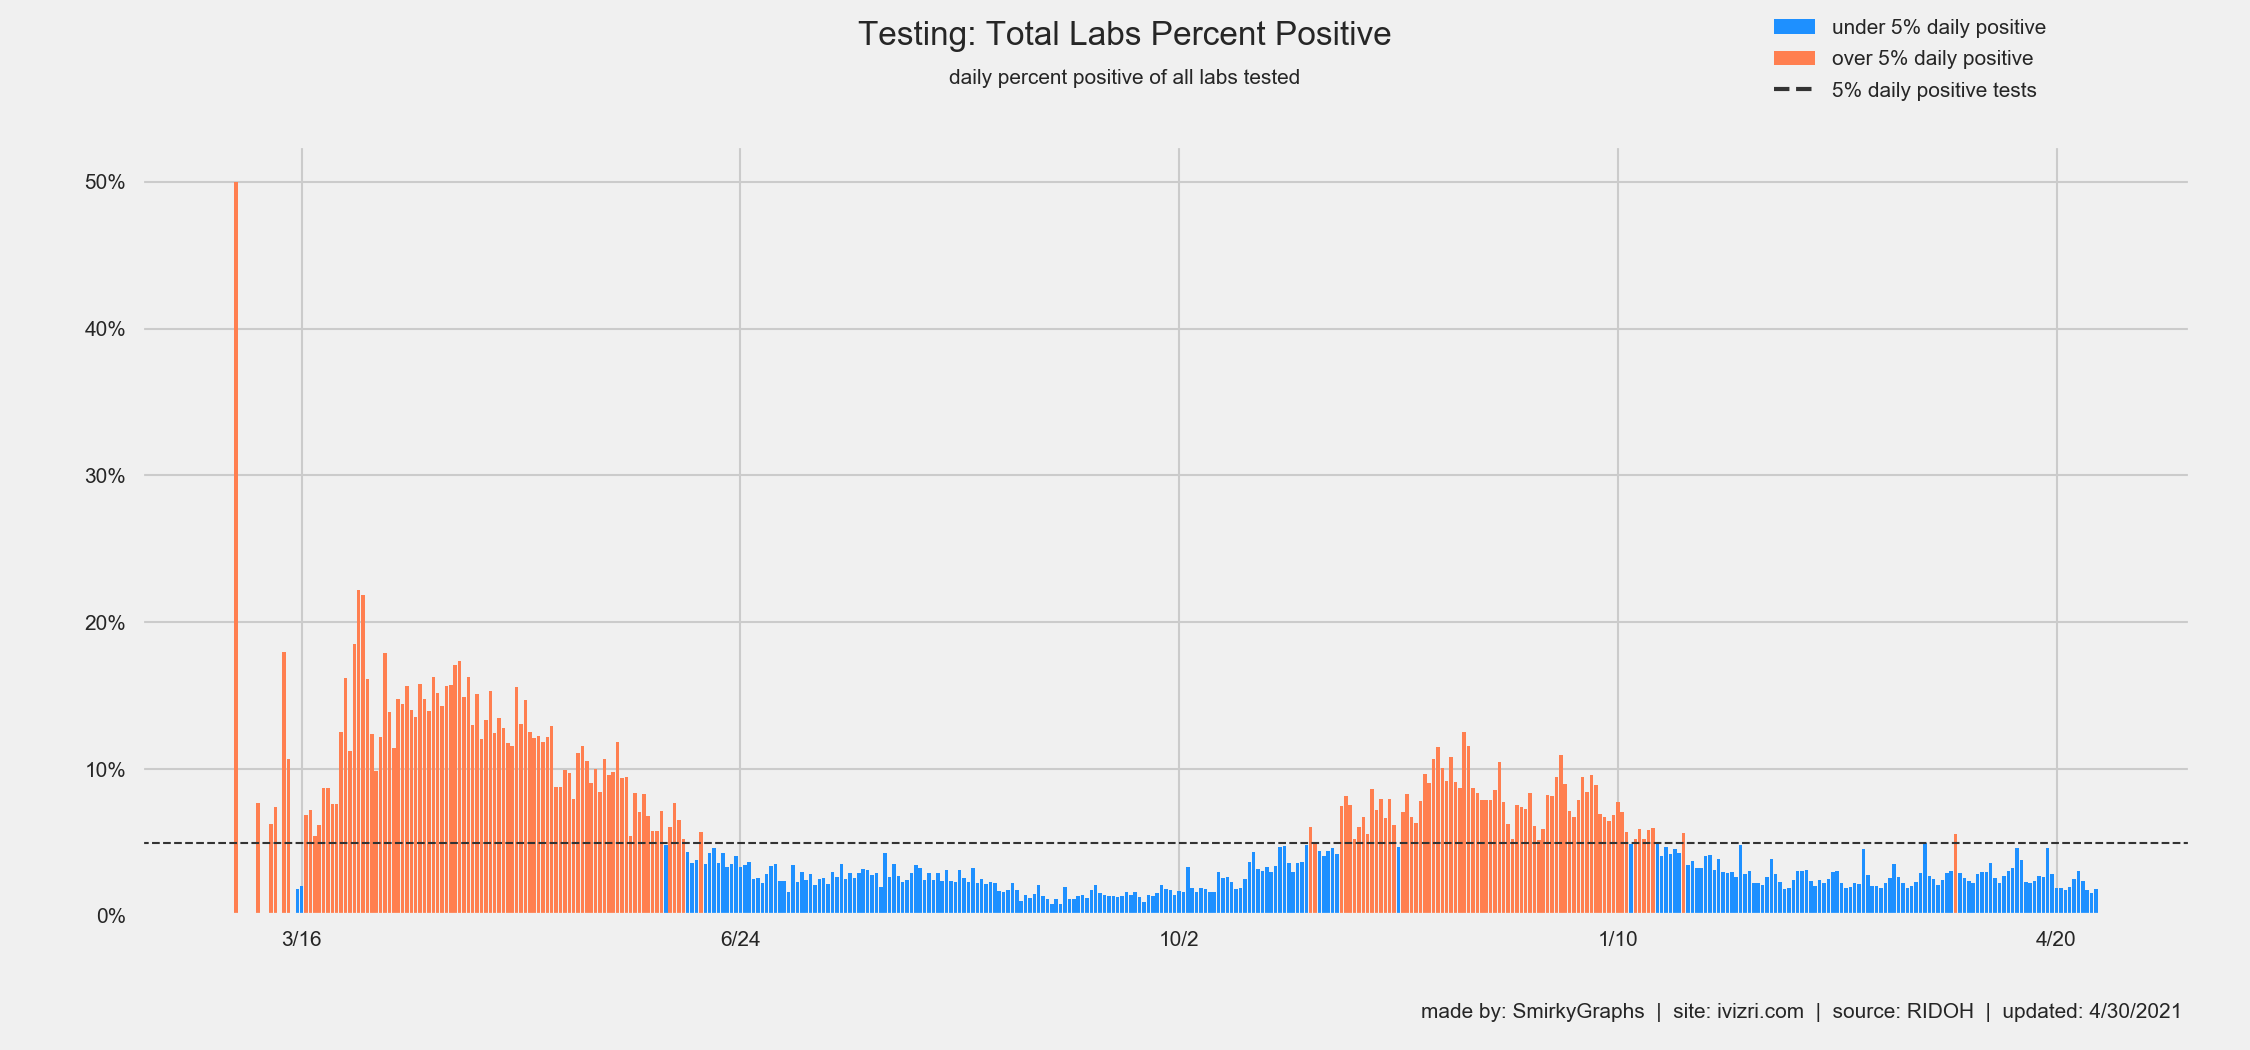 Testing: Total Labs Percent Positive
daily percent positive of all labs tested
under 5% daily positive
over 5% daily positive
5% daily positive tests
50%
40%
30%
20%
10%
0%
3/16
6/24
10/2
1/10
4/20
made by: SmirkyGraphs | site: ivizri.com | source: RIDOH | updated: 4/30/2021